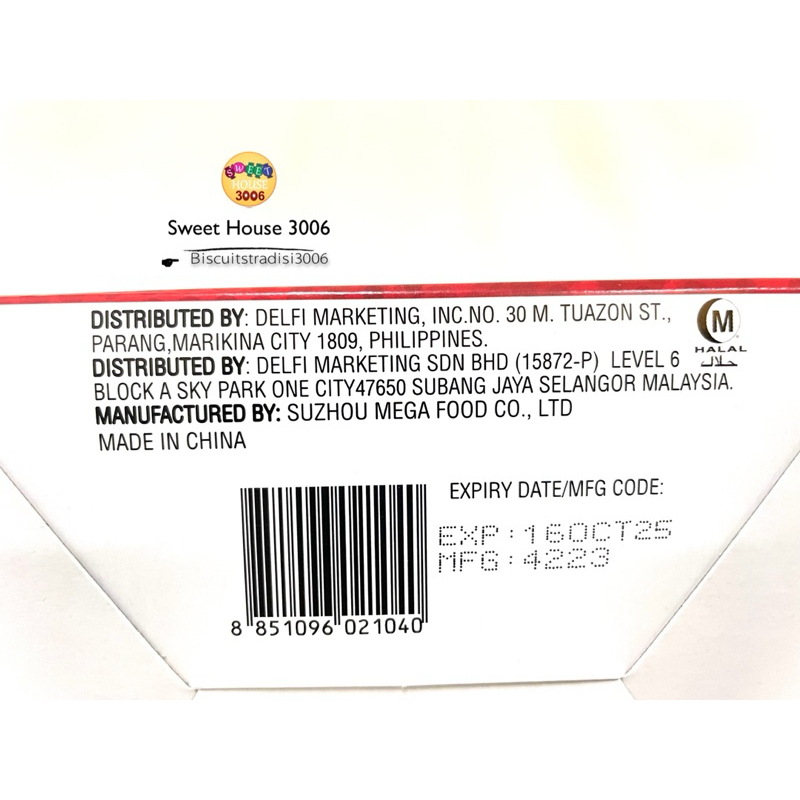 SWEET
HOUSE
3006
Sweet House 3006
Biscuitstradisi3006
DISTRIBUTED BY: DELFI MARKETING, INC.NO. 30 M. TUAZON ST.,
PARANG,MARIKINA CITY 1809, PHILIPPINES.
DISTRIBUTED BY: DELFI MARKETING SDN BHD (15872-P) LEVEL 6
BLOCK A SKY PARK ONE CITY47650 SUBANG JAYA SELANGOR MALAYSIA.
MANUFACTURED BY: SUZHOU MEGA FOOD CO., LTD
MADE IN CHINA
M
HALAL
حلال
EXPIRY DATE/MFG CODE:
EXP:16OCT25
MFG:4223
8 851096 021040